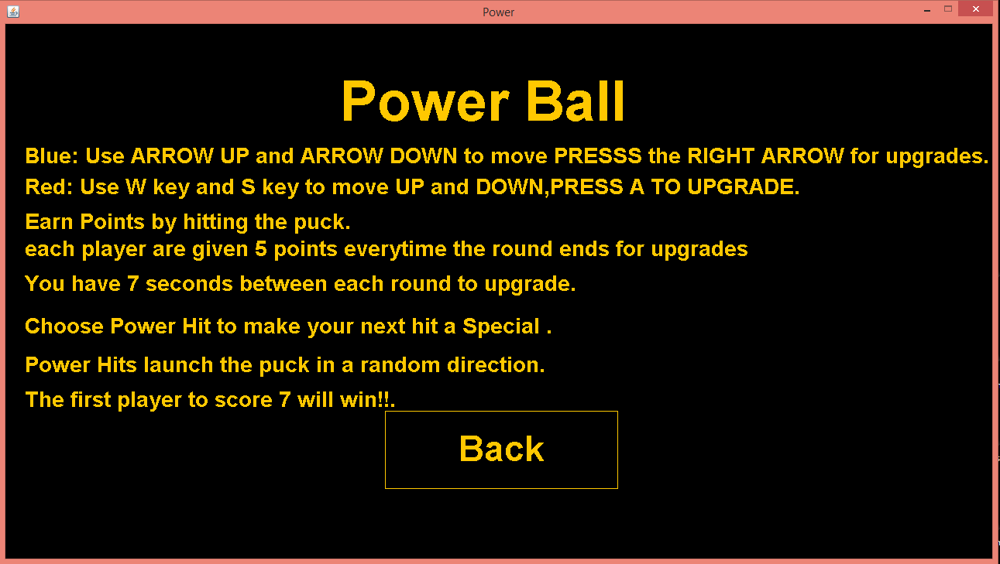 Power
Power Ball
Blue: Use ARROW UP and ARROW DOWN to move PRESSS the RIGHT ARROW for upgrades.
Red: Use W key and S key to move UP and DOWN,PRESS A TO UPGRADE.
Earn Points by hitting the puck.
each player are given 5 points everytime the round ends for upgrades
You have 7 seconds between each round to upgrade.
Choose Power Hit to make your next hit a Special .
Power Hits launch the puck in a random direction.
The first player to score 7 will win!!.
Back